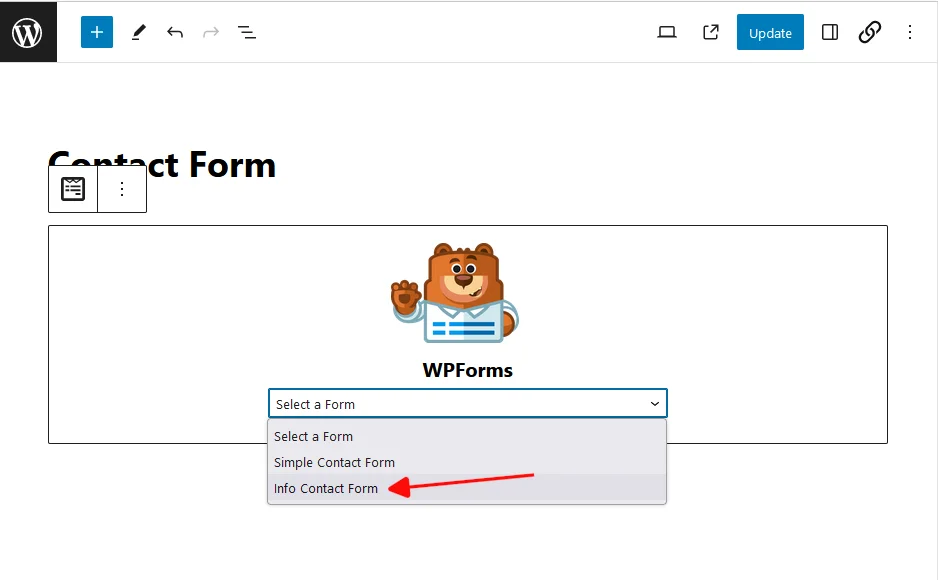 Update
Contact Form
WPForms
Select a Form
Select a Form
Simple Contact Form
Info Contact Form